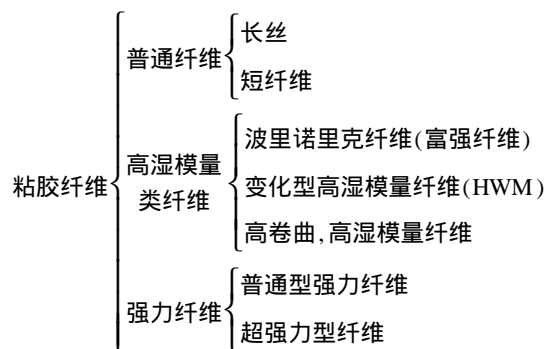 粘胶纤维
普通纤维
长丝
短纤维
高湿模量
类纤维
波里诺里克纤维(富强纤维)
变化型高湿模量纤维(HWM)
高卷曲,高湿模量纤维
强力纤维
普通型强力纤维
超强力型纤维